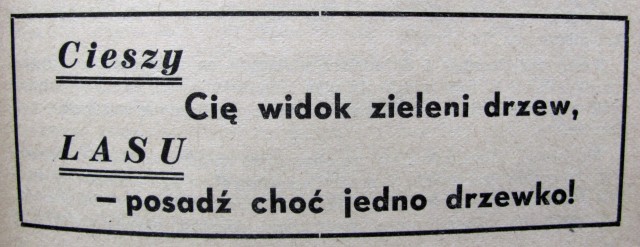 Cieszy
Cię widok zieleni drzew,
LASU
– posadź choć jedno drzewko!